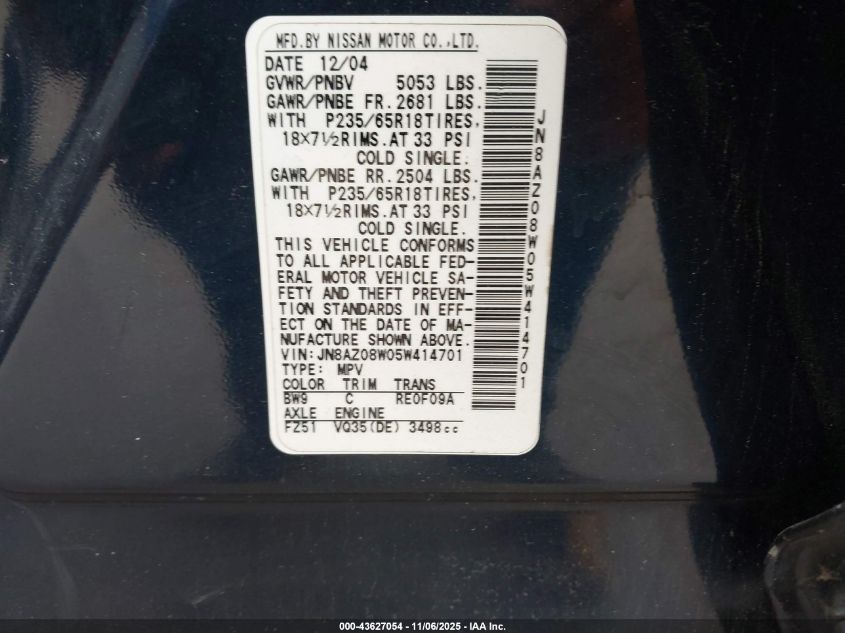 MFD.BY NISSAN MOTOR CO.,LTD.
DATE 12/04
GVWR/PNBV 5053 LBS.
GAWR/PNBE FR. 2681 LBS.
WITH P235/65R18TIRES,
18X7½RIMS.AT 33 PSI
COLD SINGLE.
GAWR/PNBE RR. 2504 LBS.
WITH P235/65R18TIRES,
18X7½RIMS.AT 33 PSI
COLD SINGLE.
THIS VEHICLE CONFORMS
TO ALL APPLICABLE FED-
ERAL MOTOR VEHICLE SA-
FETY AND THEFT PREVEN-
TION STANDARDS IN EFF-
ECT ON THE DATE OF MA-
NUFACTURE SHOWN ABOVE.
VIN:JN8AZ08W05W414701
TYPE: MPV
COLOR TRIM TRANS
BW9 C RE0F09A
AXLE ENGINE
FZ51 VQ35(DE) 3498cc
JN8AZ08W05W414701
000-43627054 - 11/06/2025 - IAA Inc.